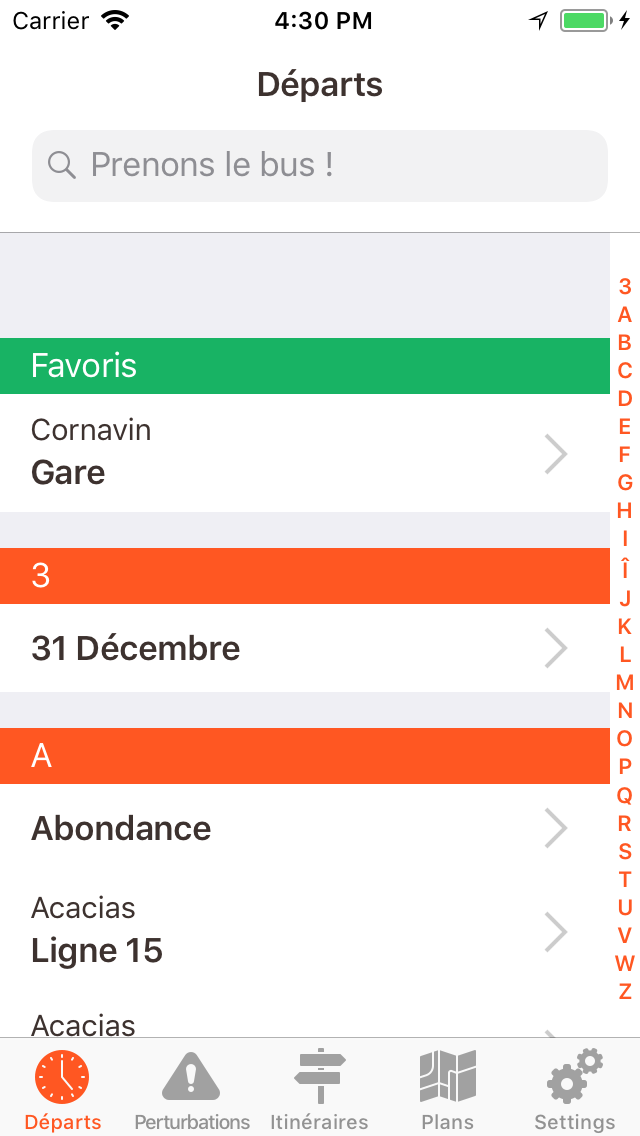 Carrier 4:30 PM
Départs
Prenons le bus !
Favoris
Cornavin
Gare
3
31 Décembre
A
Abondance
Acacias
Ligne 15
Acacias
3
A
B
C
D
E
F
G
H
I
Î
J
K
L
M
N
O
P
Q
R
S
T
U
V
W
Z
Départs Perturbations Itinéraires Plans Settings